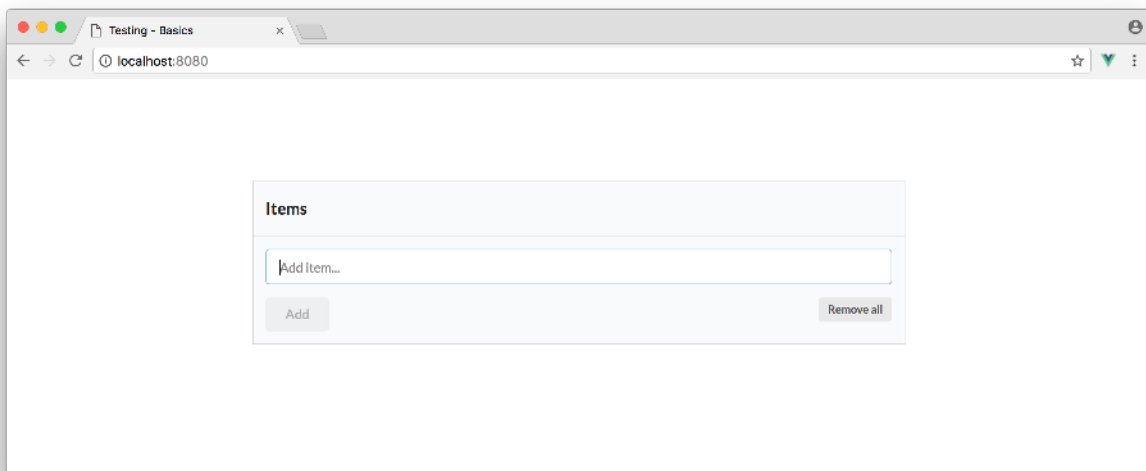 Testing - Basics
localhost:8080
Items
Add item...
Add
Remove all